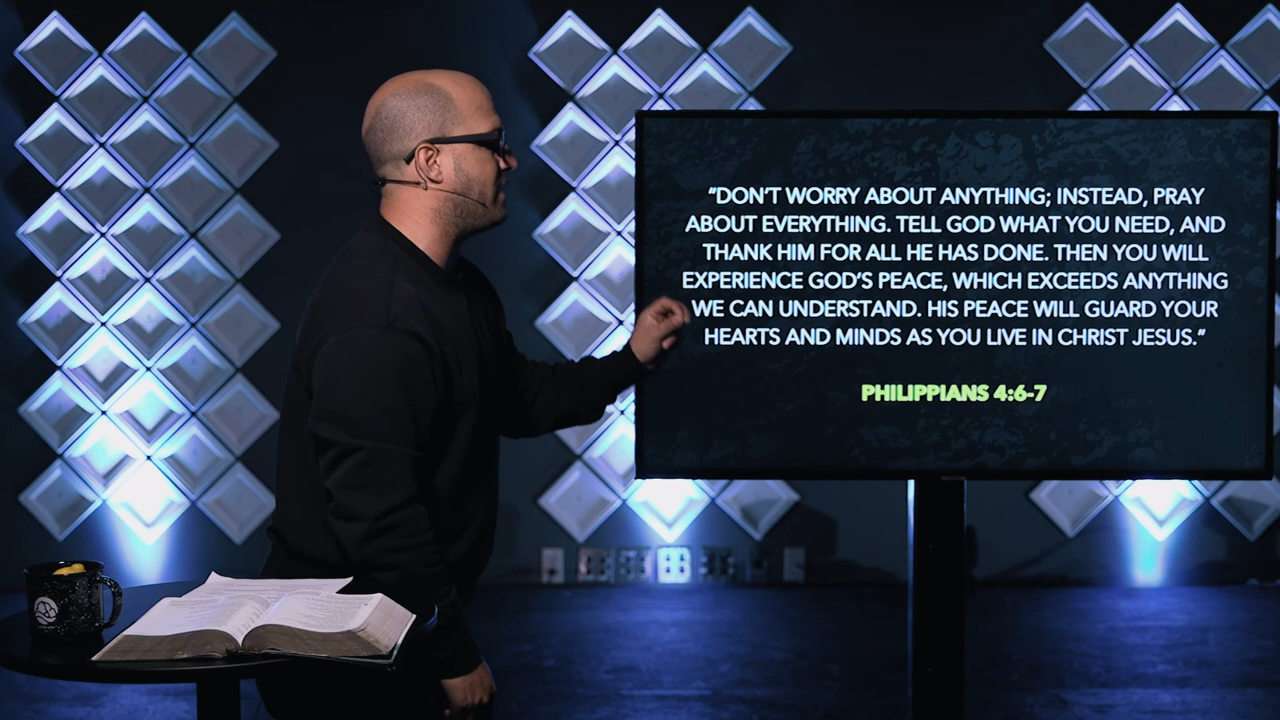 “DON’T WORRY ABOUT ANYTHING; INSTEAD, PRAY
ABOUT EVERYTHING. TELL GOD WHAT YOU NEED, AND
THANK HIM FOR ALL HE HAS DONE. THEN YOU WILL
EXPERIENCE GOD’S PEACE, WHICH EXCEEDS ANYTHING
WE CAN UNDERSTAND. HIS PEACE WILL GUARD YOUR
HEARTS AND MINDS AS YOU LIVE IN CHRIST JESUS.“
PHILIPPIANS 4:6-7